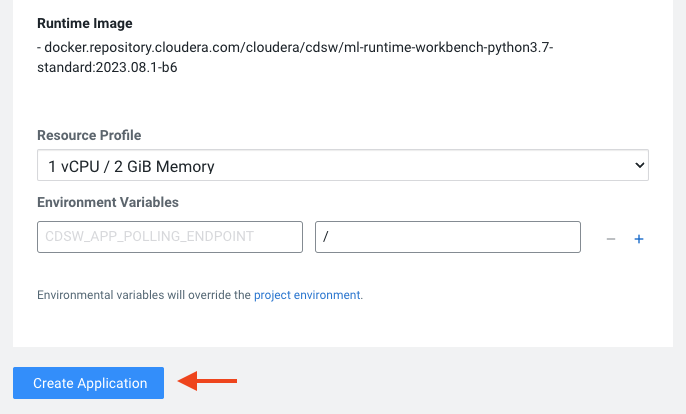 Runtime Image
- docker.repository.cloudera.com/cloudera/cdsw/ml-runtime-workbench-python3.7-
standard:2023.08.1-b6
Resource Profile
1 vCPU / 2 GiB Memory
Environment Variables
CDSW_APP_POLLING_ENDPOINT /
Environmental variables will override the project environment.
Create Application